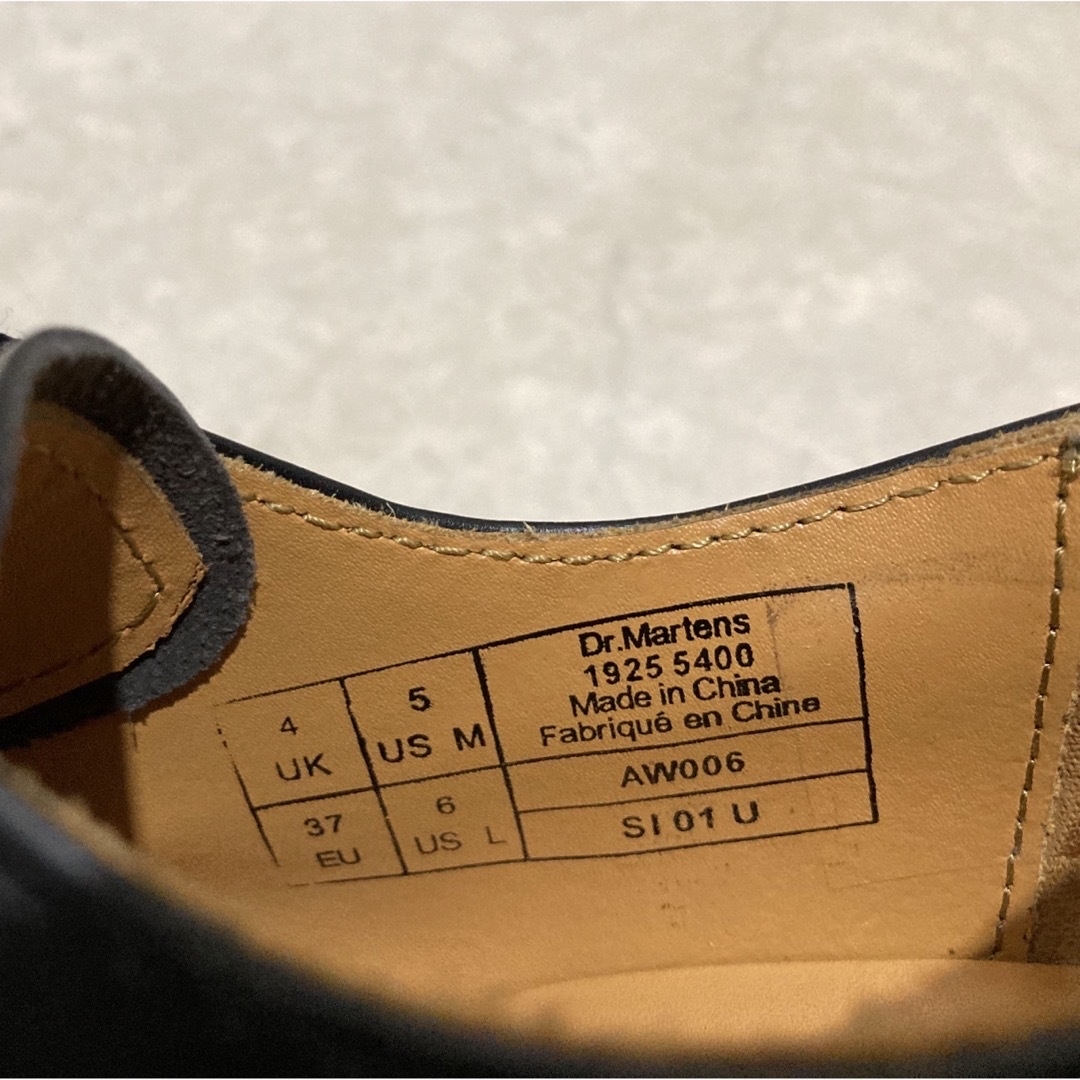 4
UK
5
US M
37
EU
6
US L
Dr.Martens
1925 5400
Made in China
Fabriqué en Chine
AW006
SI 01 U